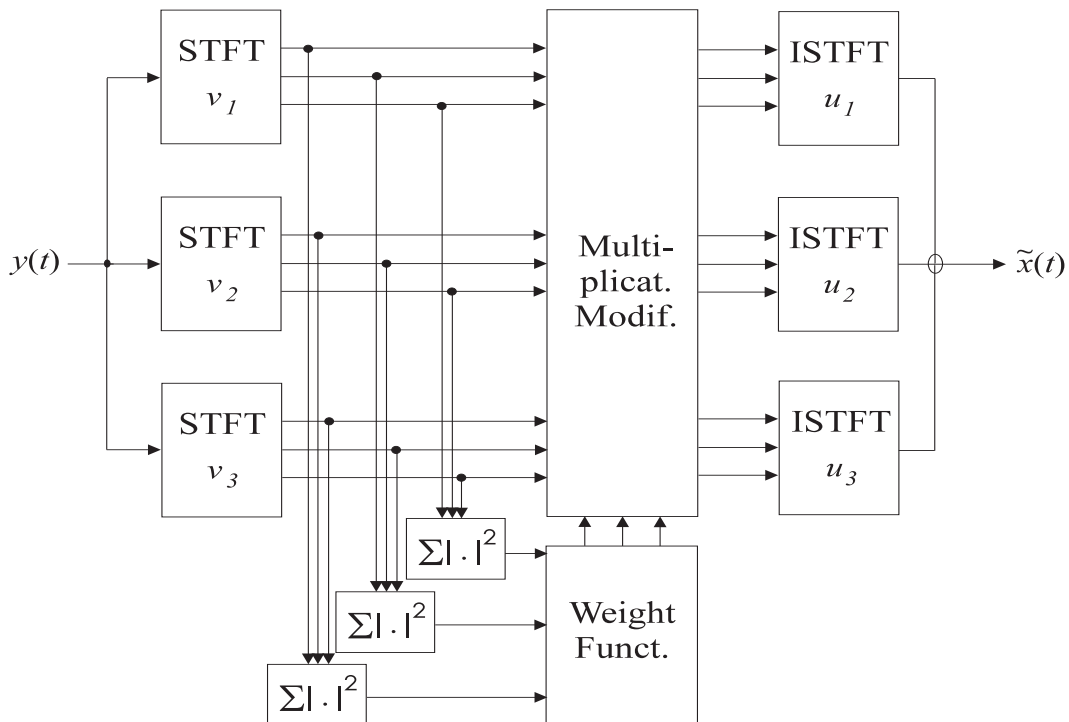 STFT
v₁
ISTFT
u₁
y(t)
STFT
v₂
Multi-
plicat.
Modif.
ISTFT
u₂
x̃(t)
STFT
v₃
ISTFT
u₃
Σ|·|²
Σ|·|²
Σ|·|²
Weight
Funct.